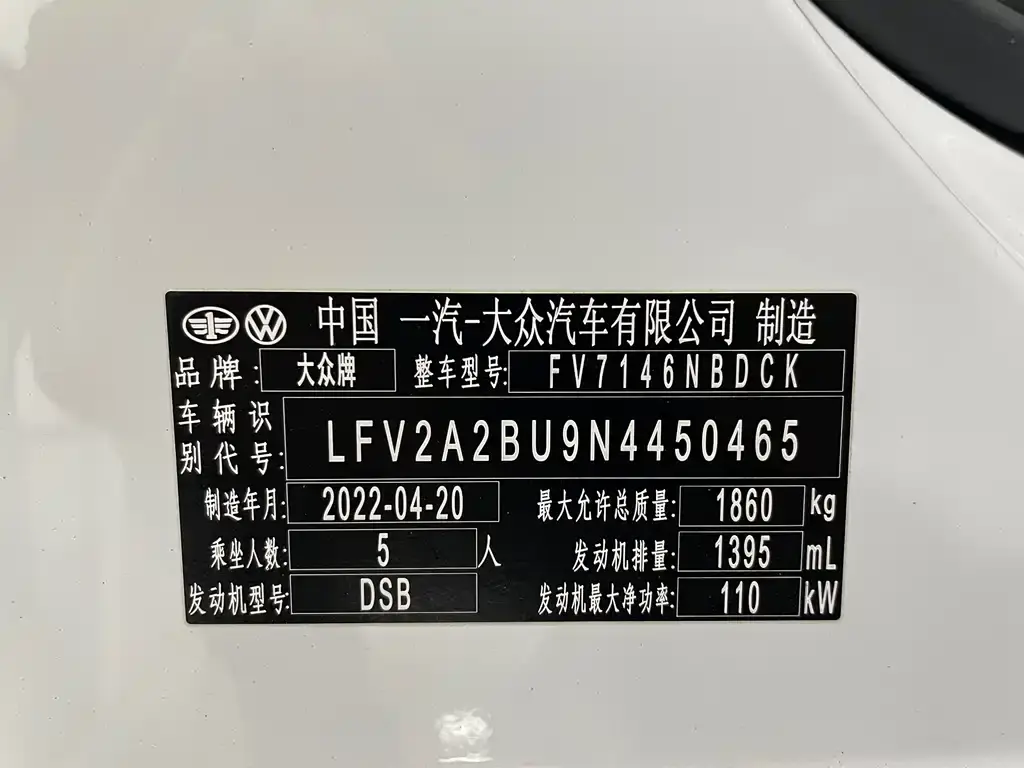 中国 一汽-大众汽车有限公司 制造
品牌: 大众牌 整车型号: FV7146NBDCK
车辆识别代号: LFV2A2BU9N4450465
制造年月: 2022-04-20 最大允许总质量: 1860 kg
乘坐人数: 5 人 发动机排量: 1395 mL
发动机型号: DSB 发动机最大净功率: 110 kW